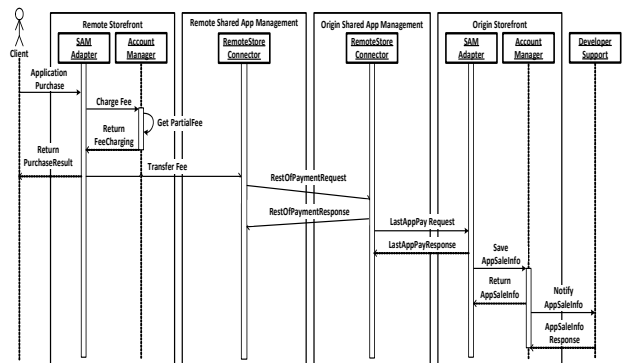 Remote Storefront
Remote Shared App Management
Origin Shared App Management
Origin Storefront
Client
SAM
Adapter
Account
Manager
RemoteStore
Connector
RemoteStore
Connector
SAM
Adapter
Account
Manager
Developer
Support
Application
Purchase
Charge Fee
Get PartialFee
Return
FeeCharging
Return
PurchaseResult
Transfer Fee
RestOfPaymentRequest
RestOfPaymentResponse
LastAppPay Request
LastAppPayResponse
Save
AppSaleInfo
Return
AppSaleInfo
Notify
AppSaleInfo
AppSaleInfo
Response